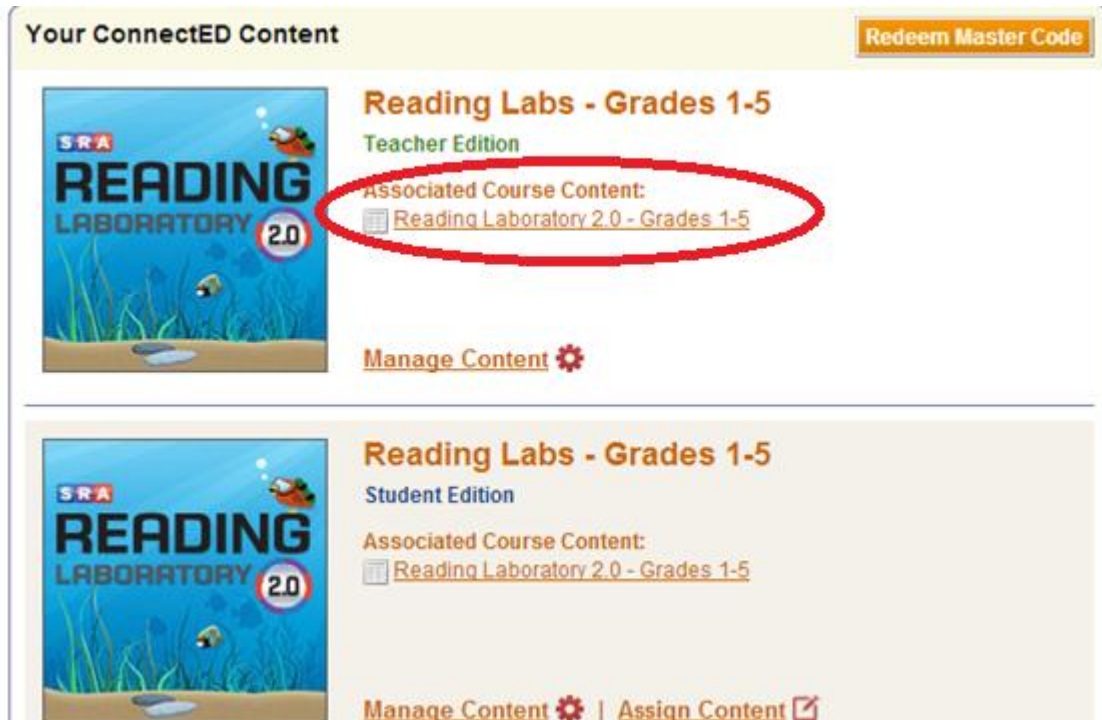 Your ConnectED Content
Redeem Master Code
SRA
READING
LABORATORY 2.0
Reading Labs - Grades 1-5
Teacher Edition
Associated Course Content:
Reading Laboratory 2.0 - Grades 1-5
Manage Content
SRA
READING
LABORATORY 2.0
Reading Labs - Grades 1-5
Student Edition
Associated Course Content:
Reading Laboratory 2.0 - Grades 1-5
Manage Content | Assign Content